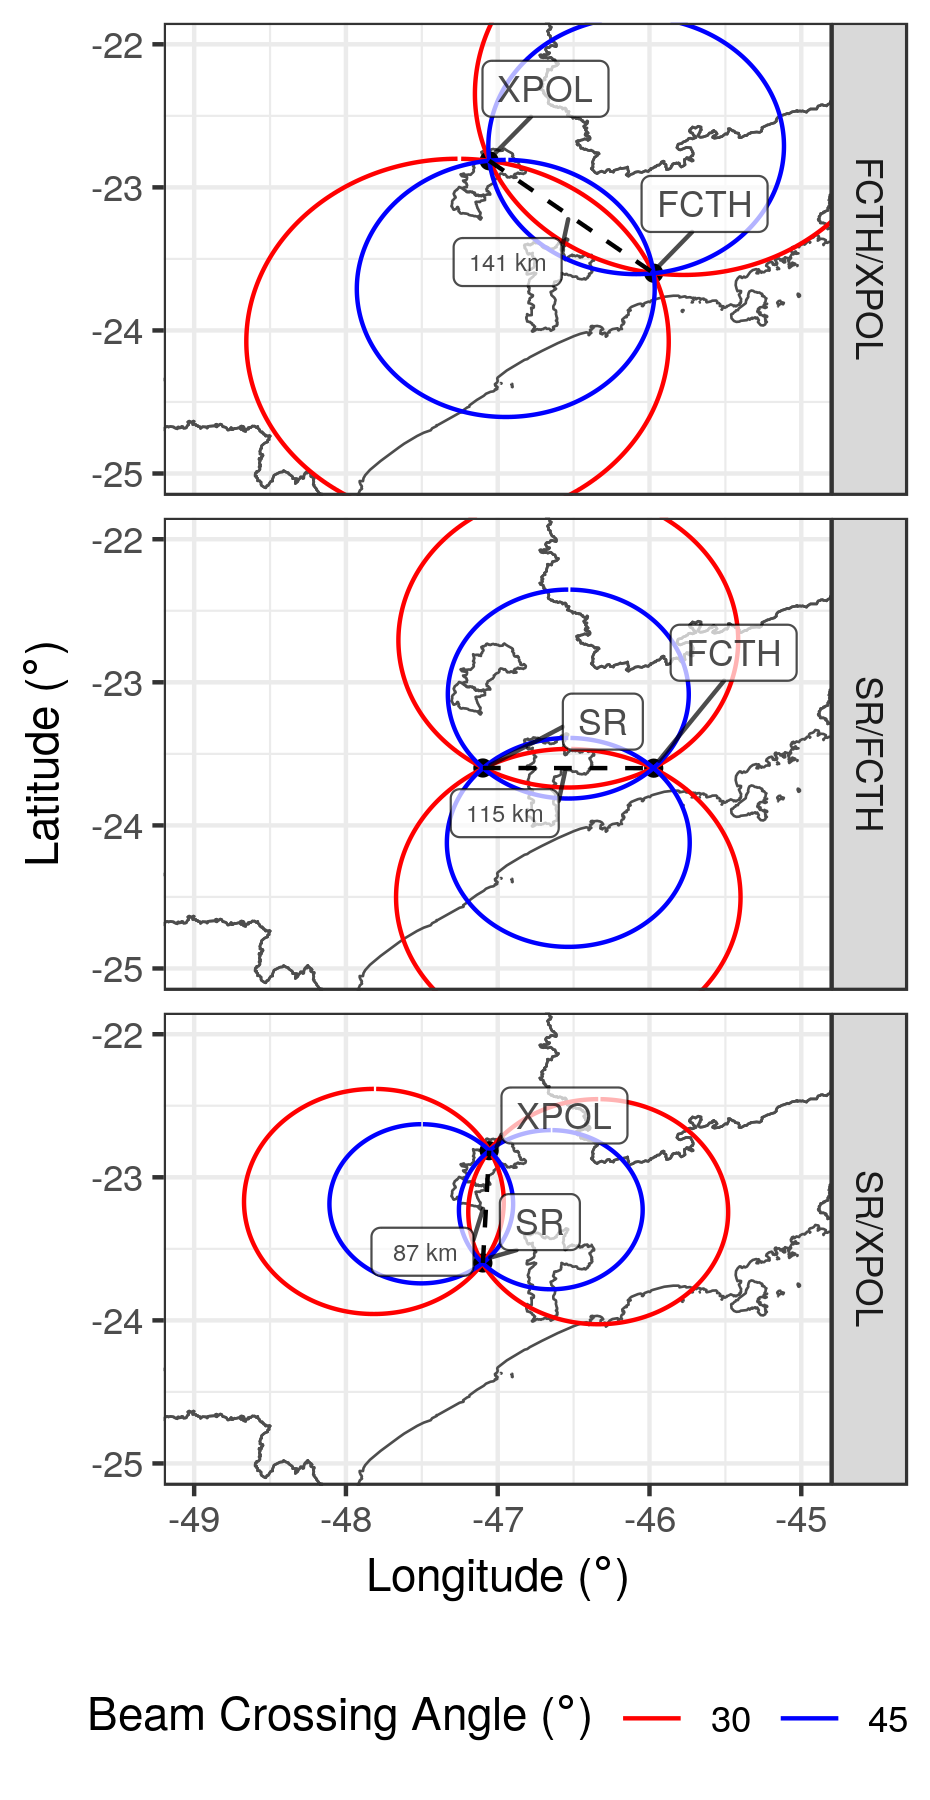 -22
-23
-24
-25
XPOL
FCTH
141 km
FCTH/XPOL
-22
-23
-24
-25
FCTH
SR
115 km
SR/FCTH
-22
-23
-24
-25
XPOL
SR
87 km
SR/XPOL
-49 -48 -47 -46 -45
Latitude (°)
Longitude (°)
Beam Crossing Angle (°) 30 45